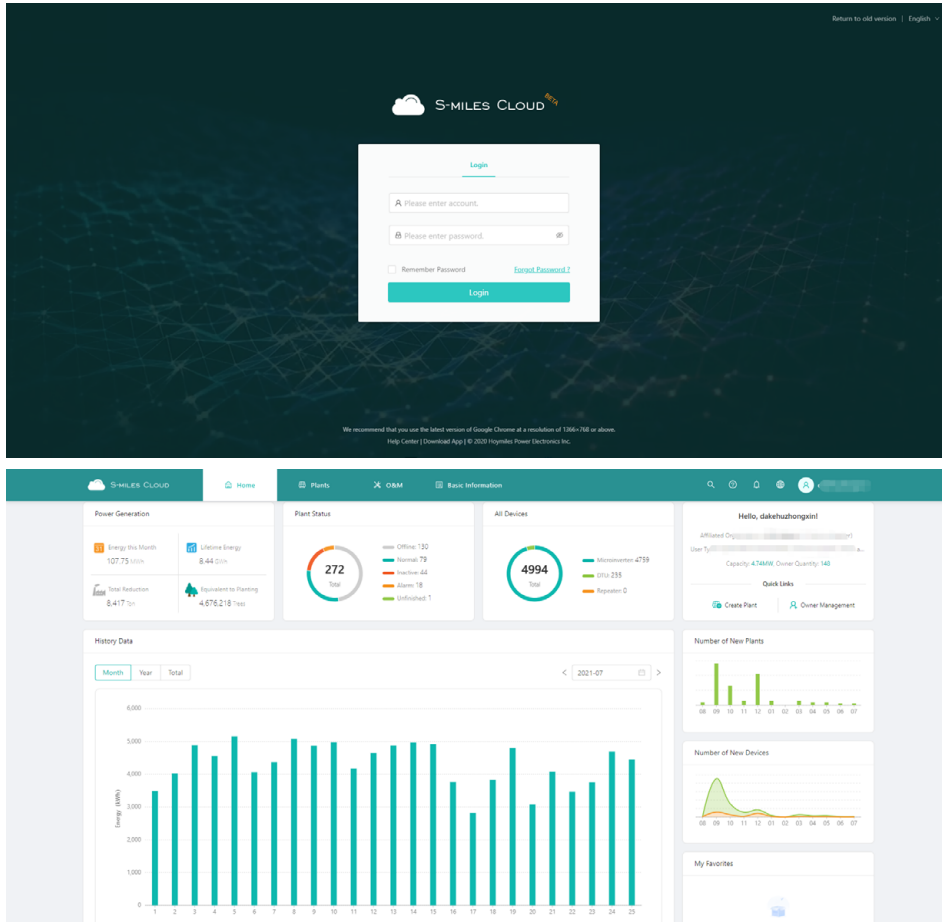 Return to old version | English
S-MILES CLOUD BETA
Login
Please enter account.
Please enter password.
Remember Password Forgot Password ?
Login
We recommend that you use the latest version of Google Chrome at a resolution of 1366×768 or above.
Help Center | Download App | © 2020 Hoymiles Power Electronics Inc.
S-MILES CLOUD Home Plants O&M Basic Information
Power Generation
Energy this Month
107.75 MWh
Lifetime Energy
8.44 GWh
Total Reduction
8,417 Ton
Equivalent to Planting
4,676,218 Trees
Plant Status
272
Total
Offline: 130
Normal: 79
Inactive: 44
Alarm: 18
Unfinished: 1
All Devices
4994
Total
Microinverter: 4759
DTU: 235
Repeater: 0
Hello, dakehuzhongxin!
Affiliated Org
User Ty
Capacity: 4.74MW, Owner Quantity: 148
Quick Links
Create Plant Owner Management
History Data
Month Year Total
< 2021-07 >
6,000
5,000
4,000
3,000
2,000
1,000
0
Energy (kWh)
1 2 3 4 5 6 7 8 9 10 11 12 13 14 15 16 17 18 19 20 21 22 23 24 25
Number of New Plants
08 09 10 11 12 01 02 03 04 05 06 07
Number of New Devices
08 09 10 11 12 01 02 03 04 05 06 07
My Favorites